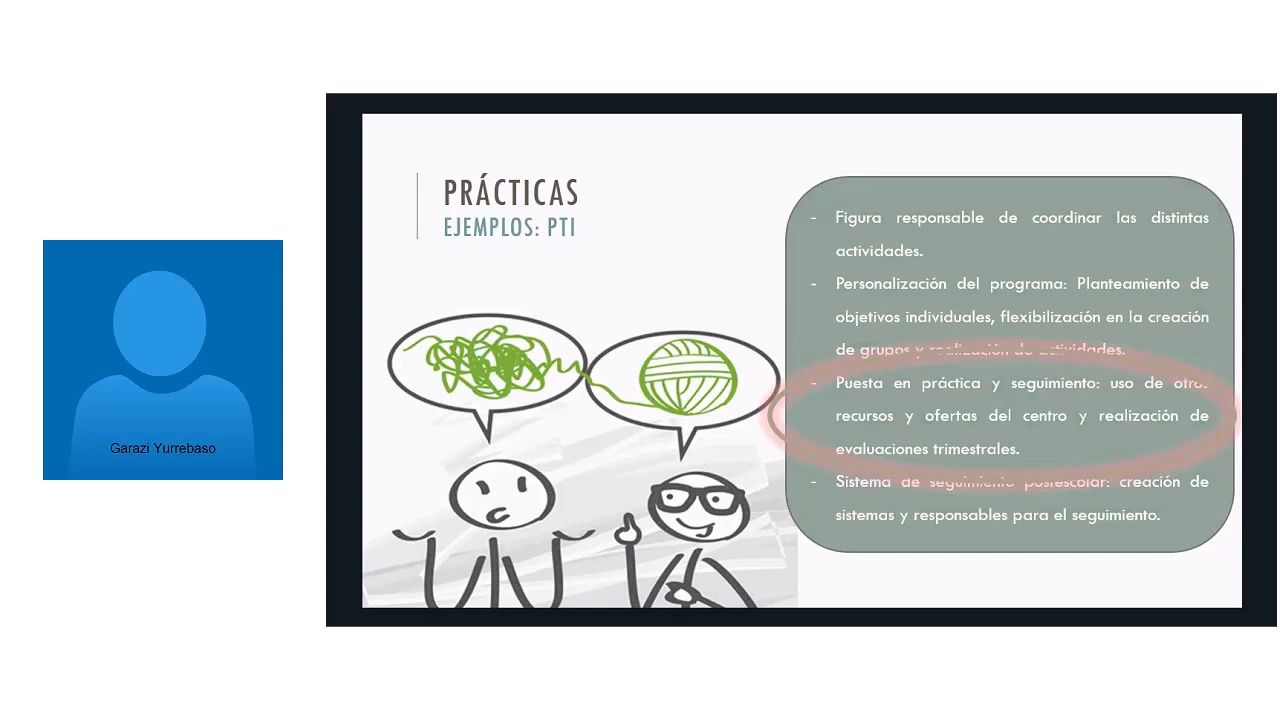 PRÁCTICAS
EJEMPLOS: PTI
- Figura responsable de coordinar las distintas
actividades.
- Personalización del programa: Planteamiento de
objetivos individuales, flexibilización en la creación
de grupos y realización de actividades.
- Puesta en práctica y seguimiento: uso de otros
recursos y ofertas del centro y realización de
evaluaciones trimestrales.
- Sistema de seguimiento postescolar: creación de
sistemas y responsables para el seguimiento.
Garazi Yurrebaso